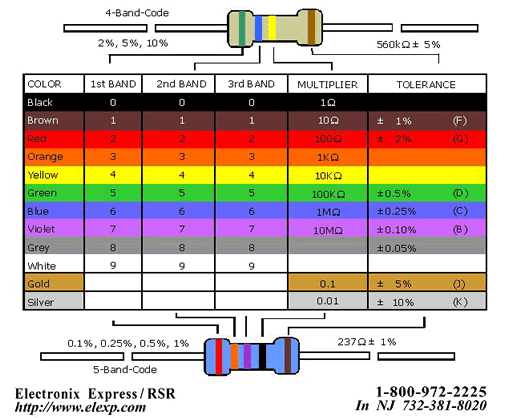 4-Band-Code
2%, 5%, 10%
560kΩ ± 5%
COLOR 1st BAND 2nd BAND 3rd BAND MULTIPLIER TOLERANCE
Black 0 0 0 1Ω
Brown 1 1 1 10Ω ± 1% (F)
Red 2 2 2 100Ω ± 2% (G)
Orange 3 3 3 1KΩ
Yellow 4 4 4 10KΩ
Green 5 5 5 100KΩ ±0.5% (D)
Blue 6 6 6 1MΩ ±0.25% (C)
Violet 7 7 7 10MΩ ±0.10% (B)
Grey 8 8 8 ±0.05%
White 9 9 9
Gold 0.1 ± 5% (J)
Silver 0.01 ± 10% (K)
0.1%, 0.25%, 0.5%, 1%
237Ω ± 1%
5-Band-Code
Electronix Express/RSR
http://www.elexp.com
1-800-972-2225
In NJ 732-381-8020